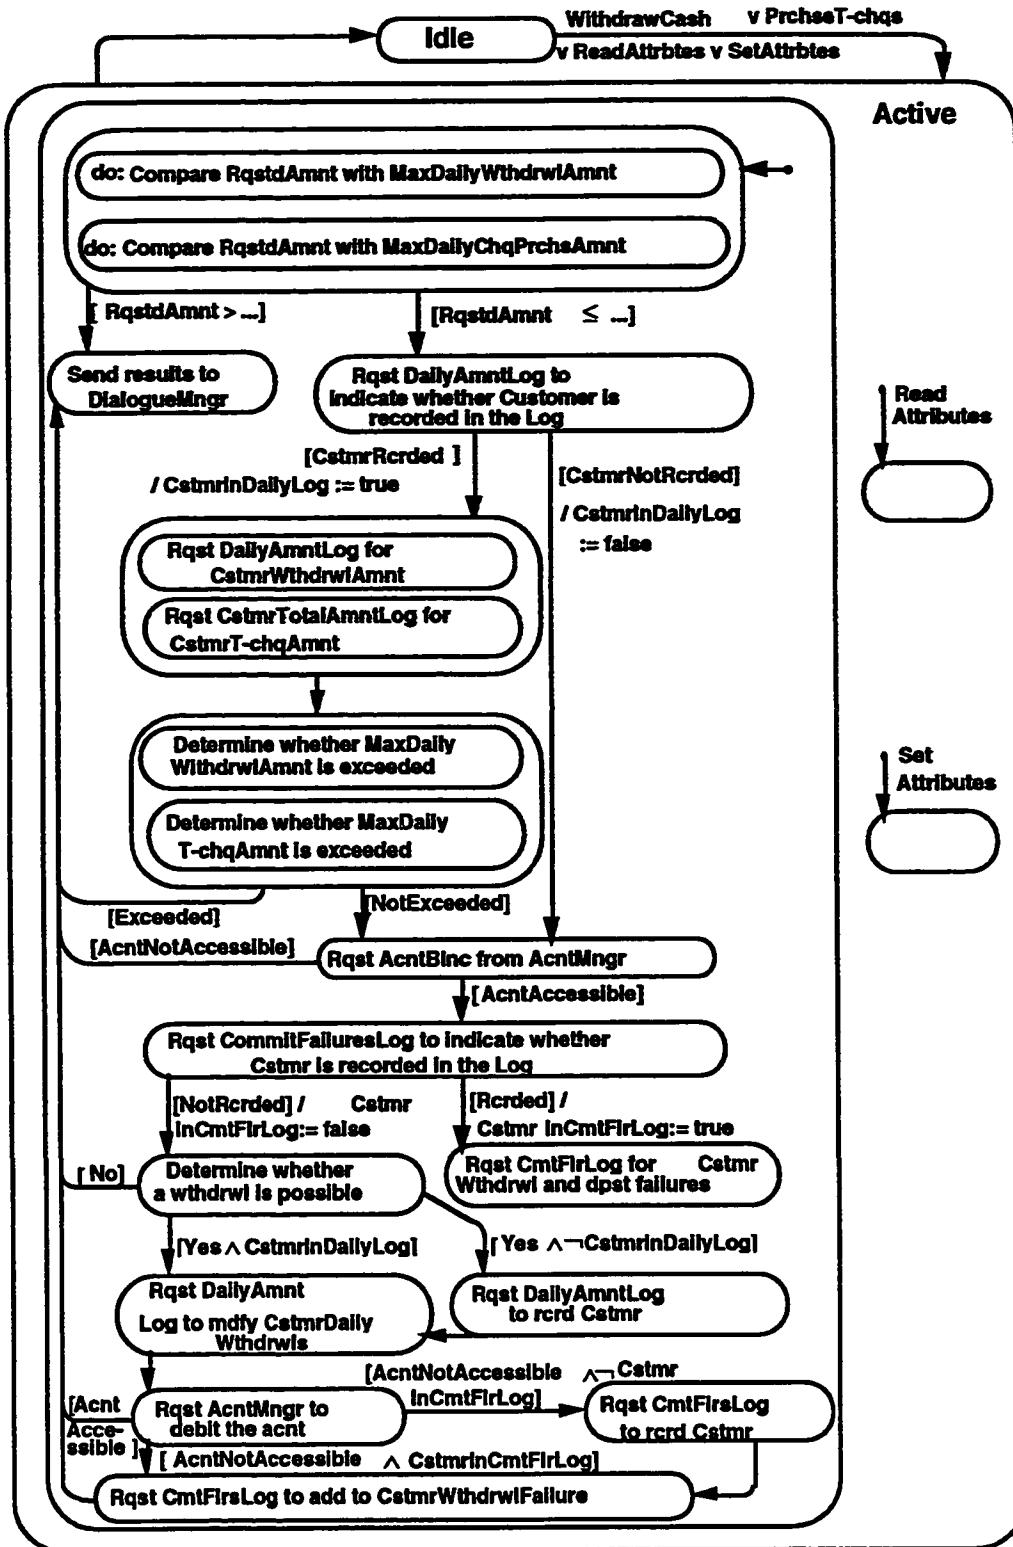 WithdrawCash v PrchseT-chqs
Idle
v ReadAttrbtes v SetAttrbtes
Active
do: Compare RqstdAmnt with MaxDailyWthdrwlAmnt
do: Compare RqstdAmnt with MaxDailyChqPrchsAmnt
[ RqstdAmnt > ...]
[RqstdAmnt ≤ ...]
Send results to
DialogueMngr
Rqst DailyAmntLog to
indicate whether Customer is
recorded in the Log
Read
Attributes
[CstmrRcrded ]
/ CstmrInDailyLog := true
[CstmrNotRcrded]
/ CstmrInDailyLog
:= false
Rqst DailyAmntLog for
CstmrWthdrwlAmnt
Rqst CstmrTotalAmntLog for
CstmrT-chqAmnt
Determine whether MaxDaily
WithdrwlAmnt is exceeded
Determine whether MaxDaily
T-chqAmnt is exceeded
Set
Attributes
[Exceeded]
[NotExceeded]
[AcntNotAccessible]
Rqst AcntBlnc from AcntMngr
[AcntAccessible]
Rqst CommitFailuresLog to indicate whether
Cstmr is recorded in the Log
[NotRcrded] / Cstmr
InCmtFlrLog:= false
[Rcrded] /
Cstmr InCmtFlrLog:= true
[ No]
Determine whether
a wthdrwl is possible
Rqst CmtFlrLog for Cstmr
Wthdrwl and dpst failures
[Yes ∧ CstmrInDailyLog]
[ Yes ∧ ¬CstmrInDailyLog]
Rqst DailyAmnt
Log to mdfy CstmrDaily
Wthdrwls
Rqst DailyAmntLog
to rcrd Cstmr
[AcntNotAccessible ∧ ¬ Cstmr
InCmtFlrLog]
[Acnt
Acce-
ssible ]
Rqst AcntMngr to
debit the acnt
Rqst CmtFlrsLog
to rcrd Cstmr
[ AcntNotAccessible ∧ CstmrInCmtFlrLog]
Rqst CmtFlrsLog to add to CstmrWthdrwlFailure